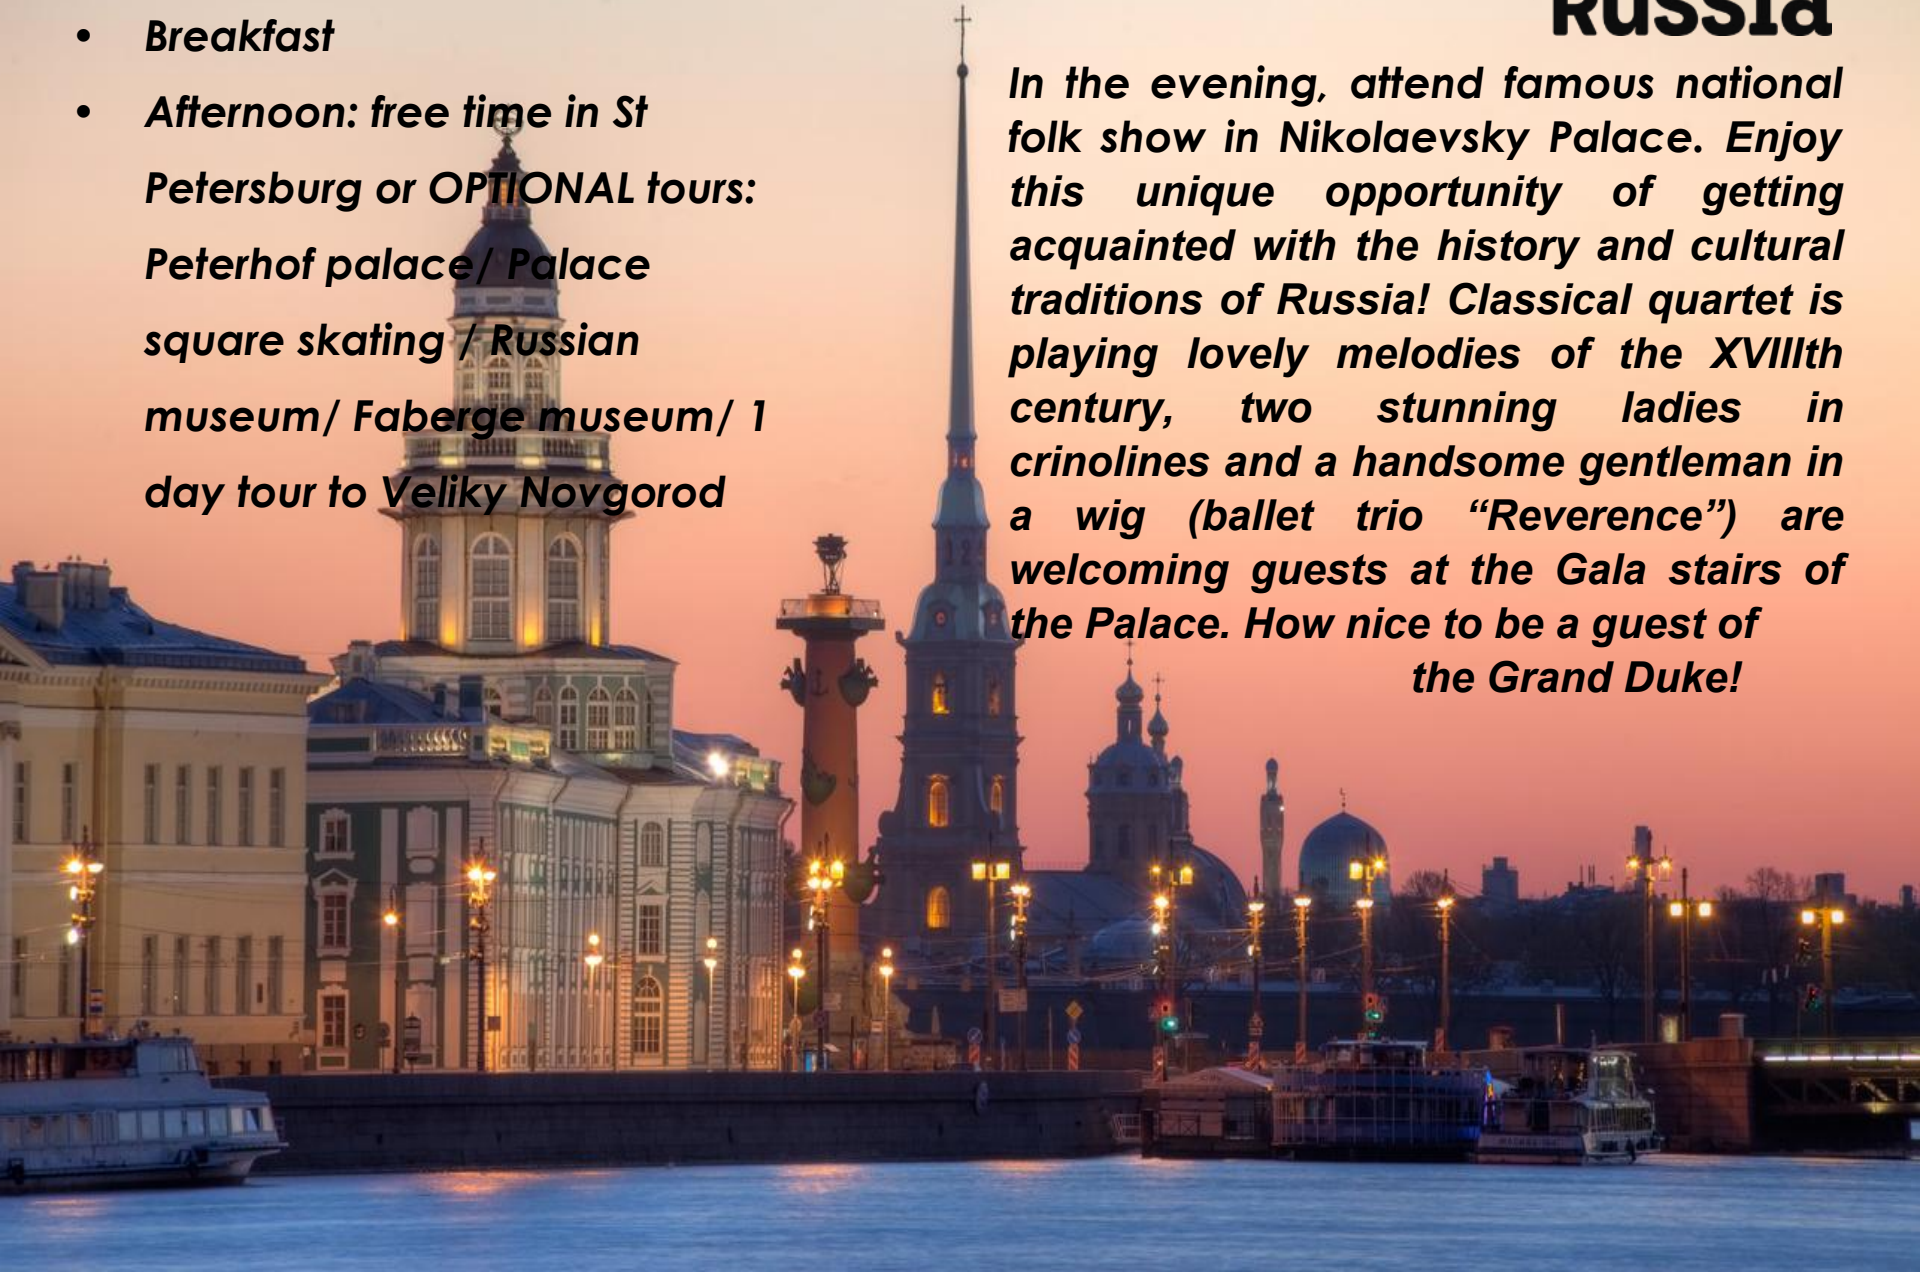 Russia
• Breakfast
• Afternoon: free time in St
Petersburg or OPTIONAL tours:
Peterhof palace/ Palace
square skating / Russian
museum/ Faberge museum/ 1
day tour to Veliky Novgorod
In the evening, attend famous national
folk show in Nikolaevsky Palace. Enjoy
this unique opportunity of getting
acquainted with the history and cultural
traditions of Russia! Classical quartet is
playing lovely melodies of the XVIIIth
century, two stunning ladies in
crinolines and a handsome gentleman in
a wig (ballet trio “Reverence”) are
welcoming guests at the Gala stairs of
the Palace. How nice to be a guest of
the Grand Duke!